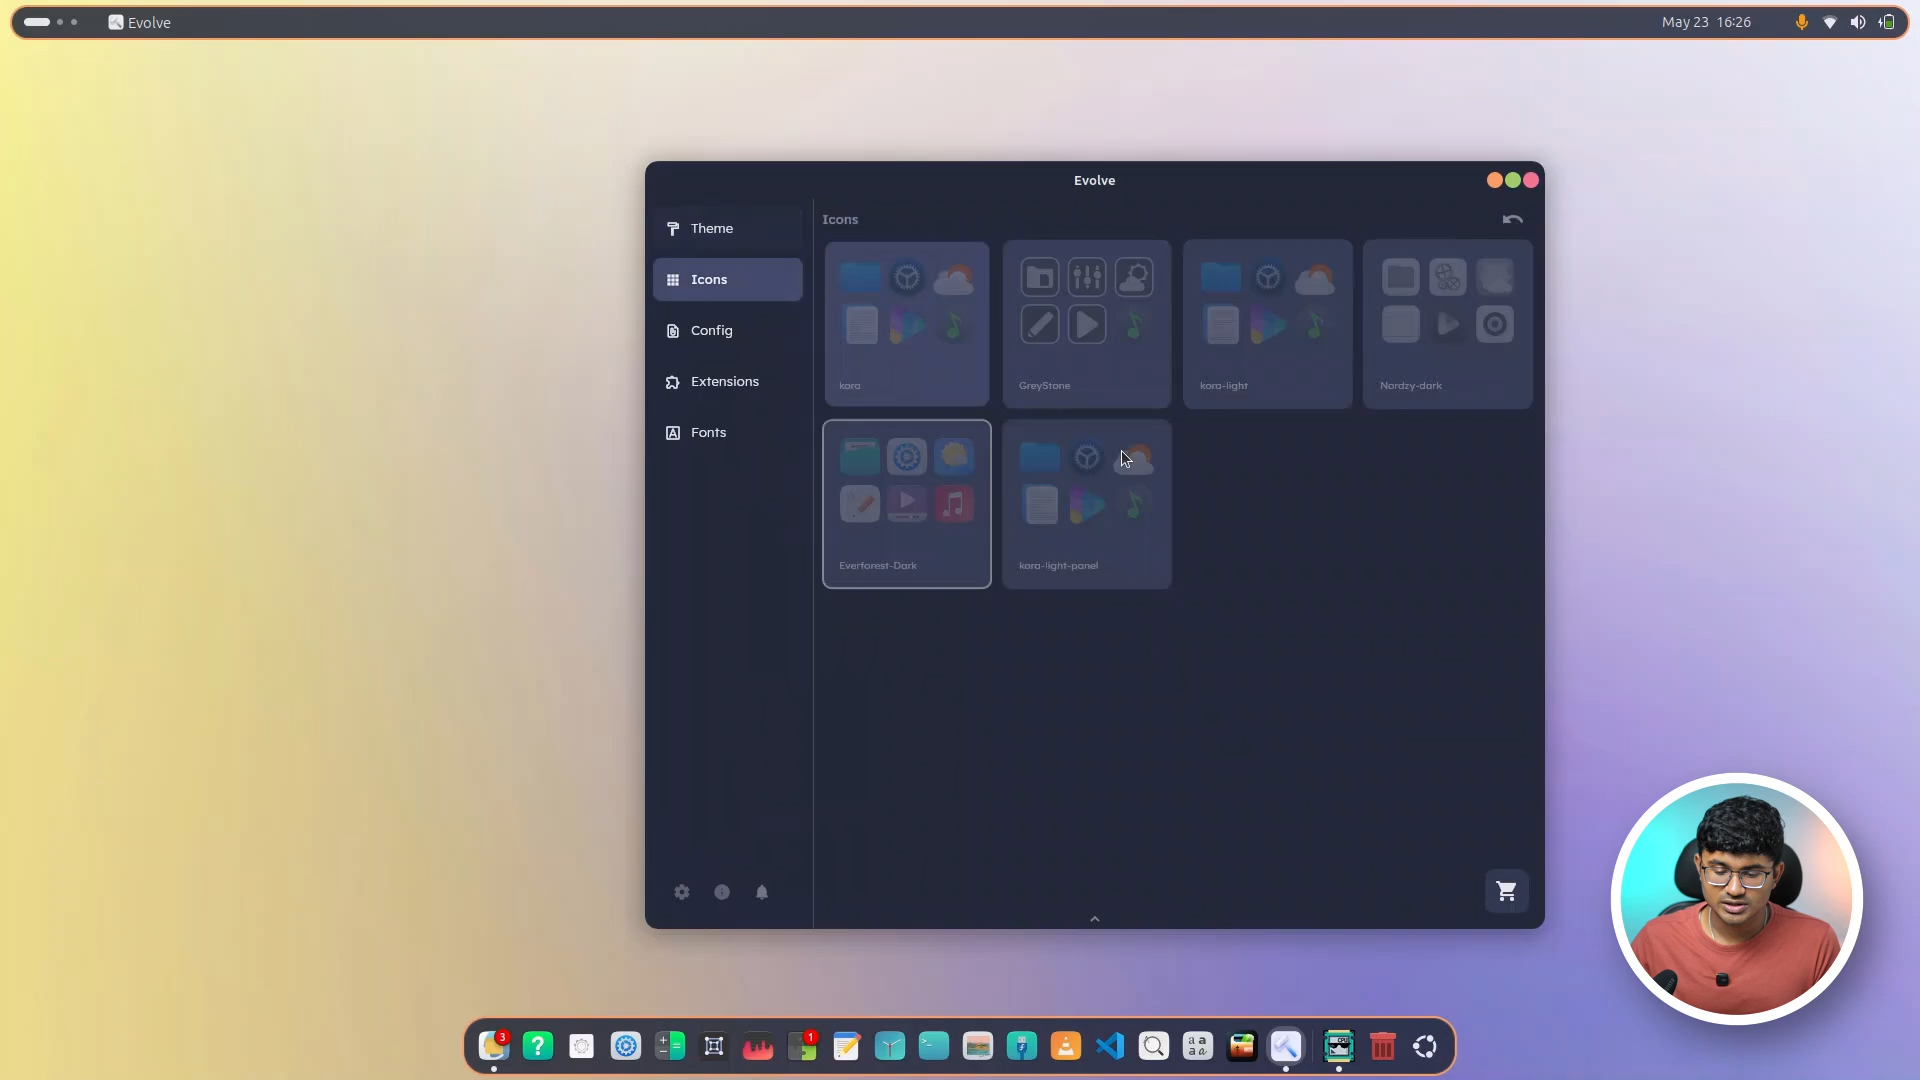 Evolve
May 23 16:26
Evolve
Theme
Icons
Config
Extensions
Fonts
Icons
kora
GreyStone
kora-light
Nordzy-dark
Everforest-Dark
kora-light-panel
3
1